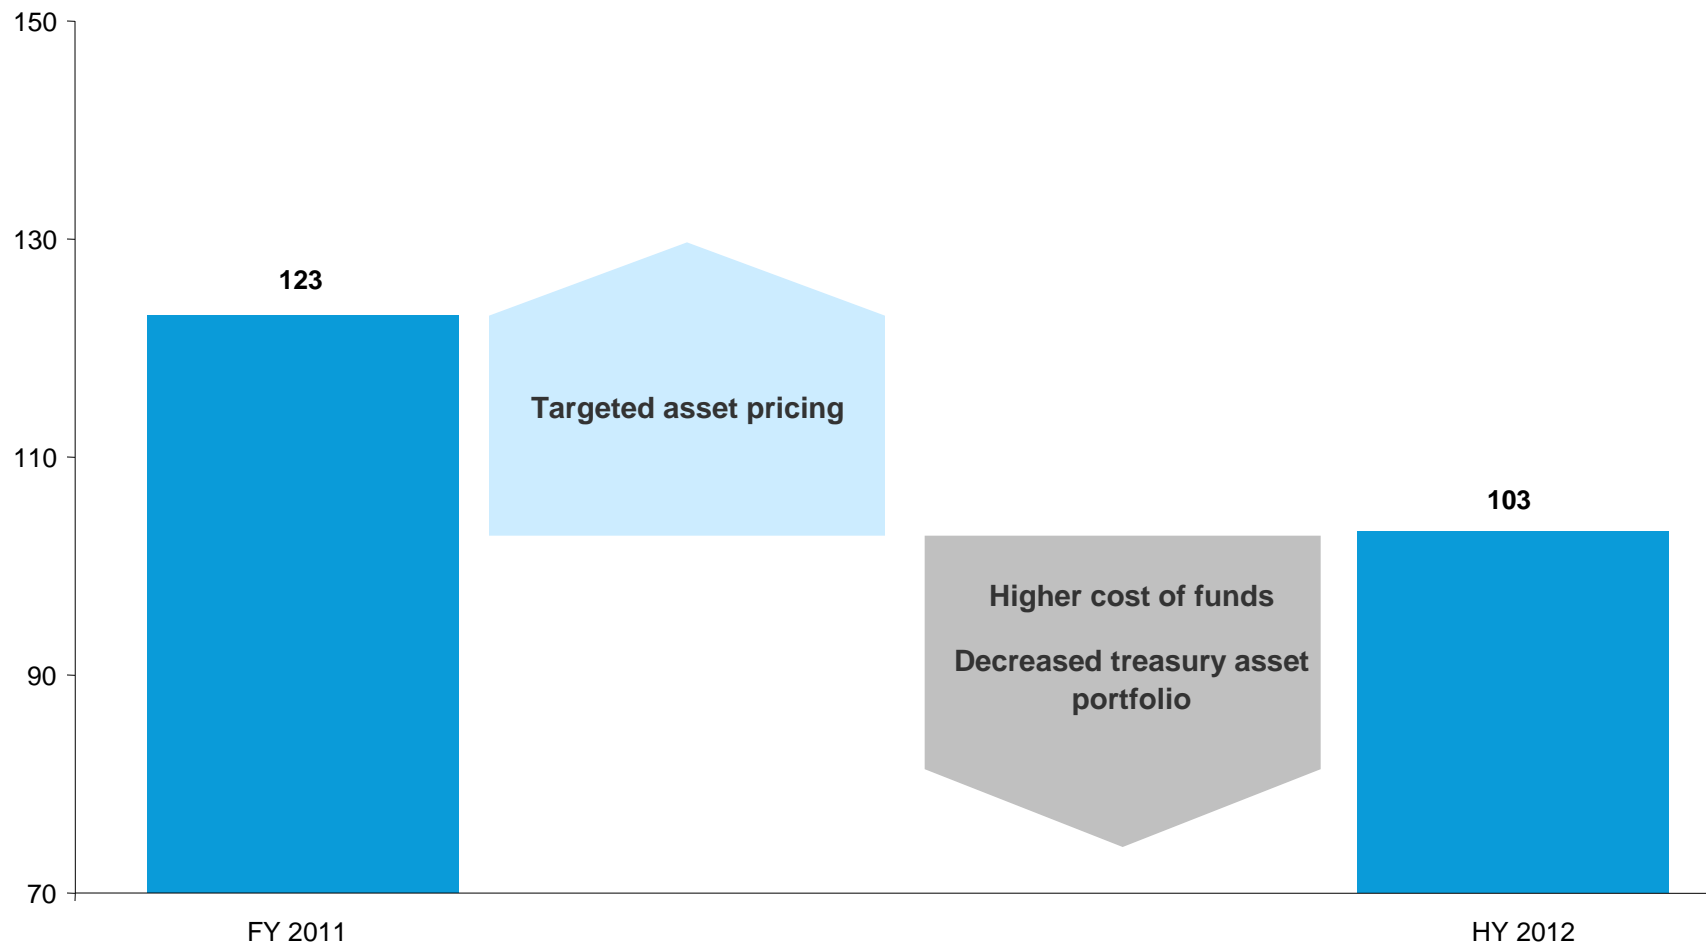 150
130
110
90
70
123
Targeted asset pricing
103
Higher cost of funds
Decreased treasury asset
portfolio
FY 2011
HY 2012